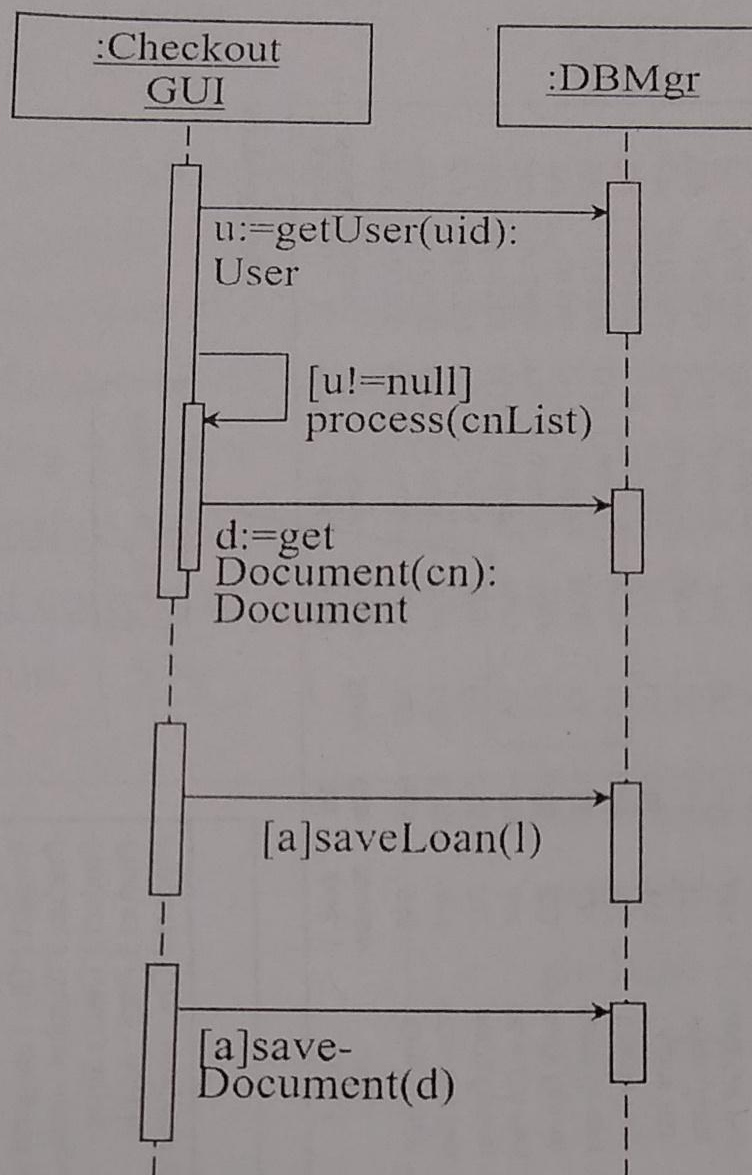 :Checkout
GUI
:DBMgr
u:=getUser(uid):
User
[u!=null]
process(cnList)
d:=get
Document(cn):
Document
[a]saveLoan(l)
[a]save-
Document(d)